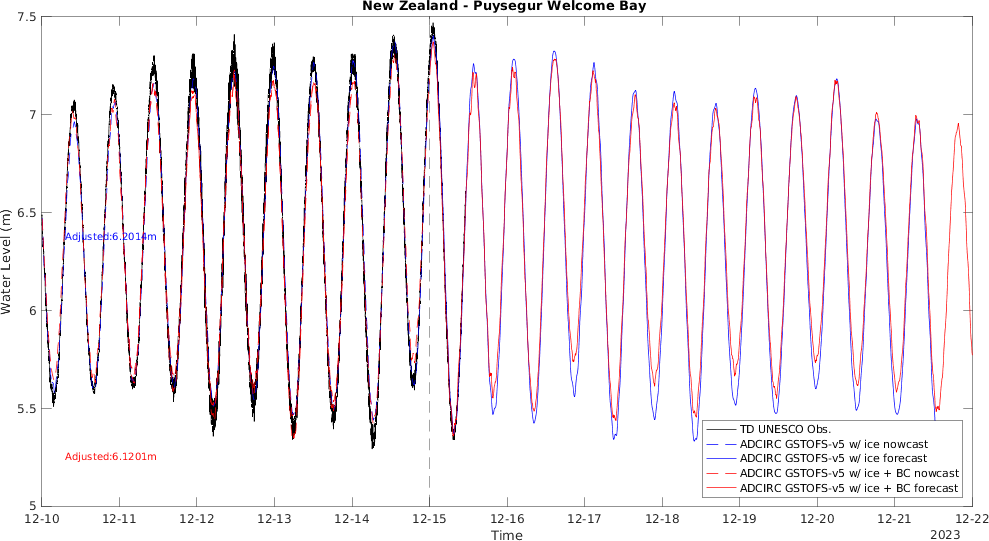 New Zealand - Puysegur Welcome Bay
7.5
7
6.5
6
5.5
5
Water Level (m)
Adjusted:6.2014m
Adjusted:6.1201m
TD UNESCO Obs.
ADCIRC GSTOFS-v5 w/ ice nowcast
ADCIRC GSTOFS-v5 w/ ice forecast
ADCIRC GSTOFS-v5 w/ ice + BC nowcast
ADCIRC GSTOFS-v5 w/ ice + BC forecast
12-10 12-11 12-12 12-13 12-14 12-15 12-16 12-17 12-18 12-19 12-20 12-21 12-22
Time
2023